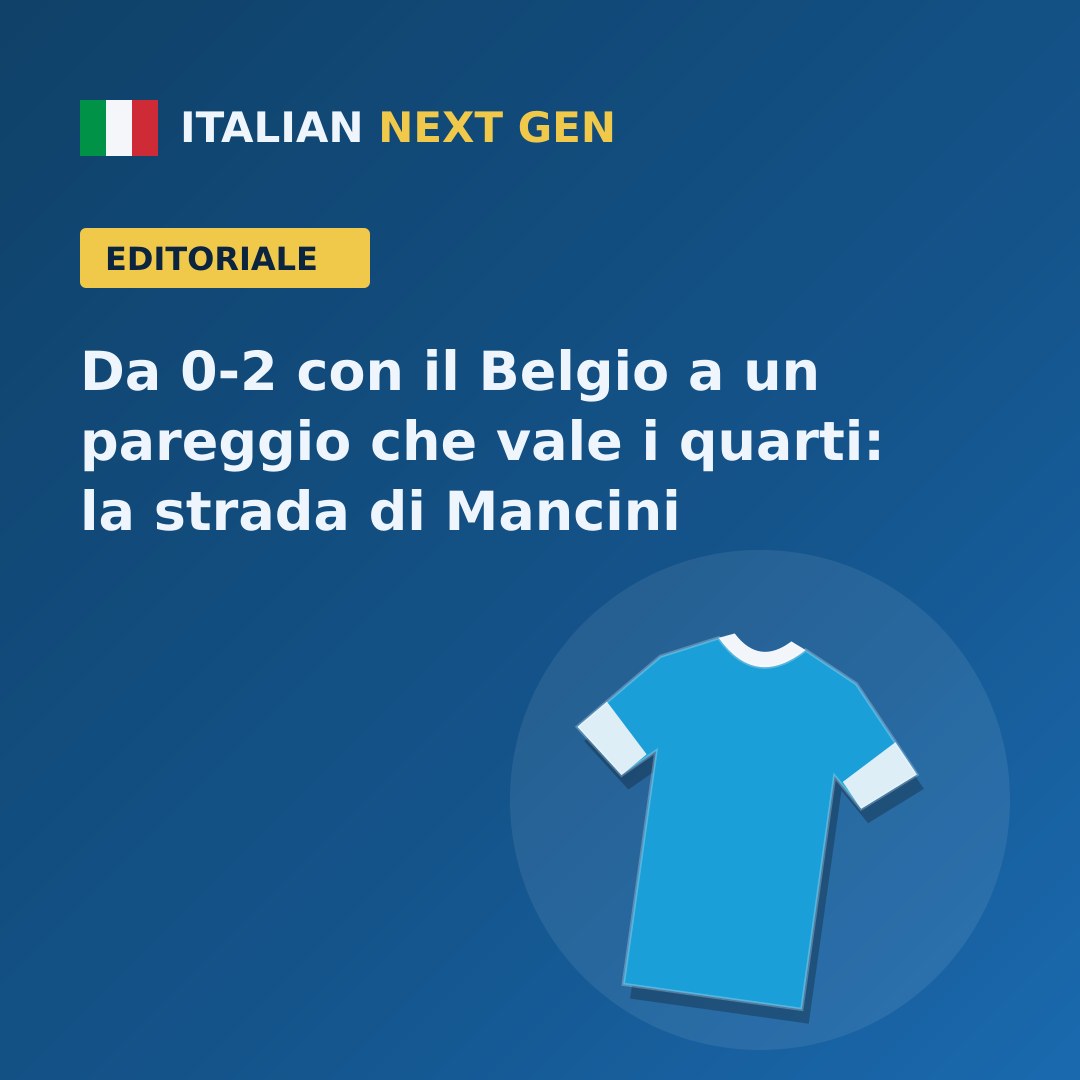 ITALIAN NEXT GEN
EDITORIALE
Da 0-2 con il Belgio a un
pareggio che vale i quarti:
la strada di Mancini